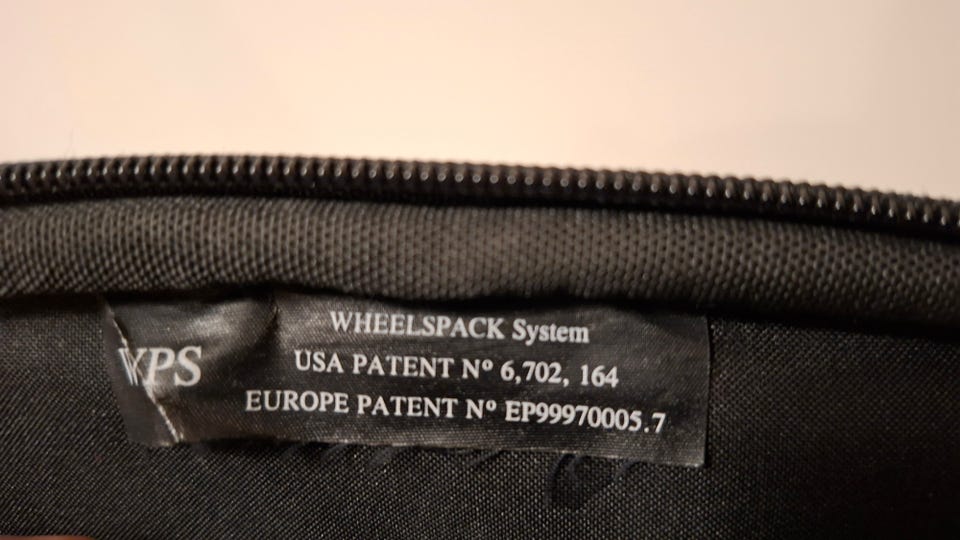 WHEELSPACK System
WPS
USA PATENT Nº 6,702, 164
EUROPE PATENT Nº EP99970005.7